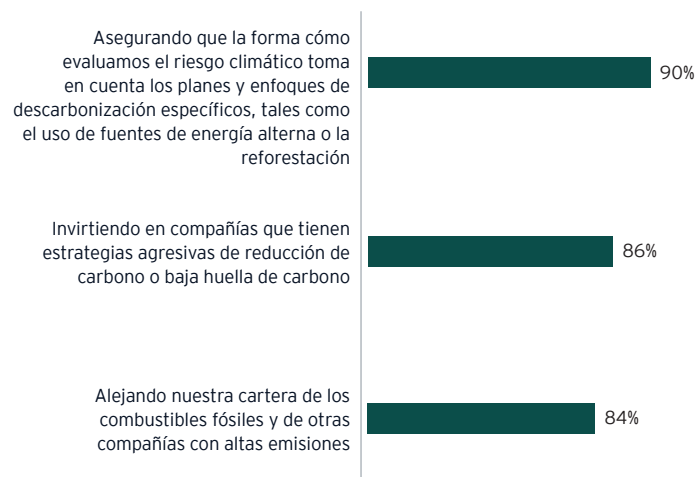 Asegurando que la forma cómo
evaluamos el riesgo climático toma
en cuenta los planes y enfoques de
descarbonización específicos, tales como
el uso de fuentes de energía alterna o la
reforestación
90%
Invirtiendo en compañías que tienen
estrategias agresivas de reducción de
carbono o baja huella de carbono
86%
Alejando nuestra cartera de los
combustibles fósiles y de otras
compañías con altas emisiones
84%